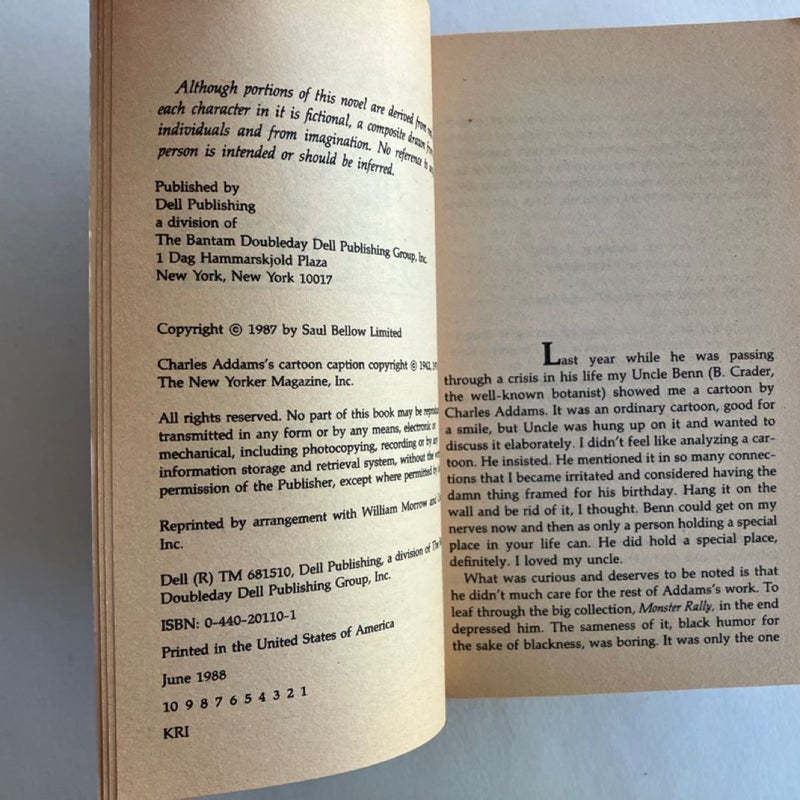 Although portions of this novel are derived from
each character in it is fictional, a composite drawn from
individuals and from imagination. No reference to
person is intended or should be inferred.
Published by
Dell Publishing
a division of
The Bantam Doubleday Dell Publishing Group, Inc.
1 Dag Hammarskjold Plaza
New York, New York 10017
Copyright © 1987 by Saul Bellow Limited
Charles Addams's cartoon caption copyright © 1942,
The New Yorker Magazine, Inc.
All rights reserved. No part of this book may be
transmitted in any form or by any means, electronic or
mechanical, including photocopying, recording or by any
information storage and retrieval system, without the
permission of the Publisher, except where permitted by
Reprinted by arrangement with William Morrow and
Inc.
Dell (R) TM 681510, Dell Publishing, a division of The
Doubleday Dell Publishing Group, Inc.
ISBN: 0-440-20110-1
Printed in the United States of America
June 1988
10 9 8 7 6 5 4 3 2 1
KRI
Last year while he was passing
through a crisis in his life my Uncle Benn (B. Crader,
the well-known botanist) showed me a cartoon by
Charles Addams. It was an ordinary cartoon, good for
a smile, but Uncle was hung up on it and wanted to
discuss it elaborately. I didn't feel like analyzing a car-
toon. He insisted. He mentioned it in so many connec-
tions that I became irritated and considered having the
damn thing framed for his birthday. Hang it on the
wall and be rid of it, I thought. Benn could get on my
nerves now and then as only a person holding a special
place in your life can. He did hold a special place,
definitely. I loved my uncle.
What was curious and deserves to be noted is that
he didn't much care for the rest of Addams's work. To
leaf through the big collection, Monster Rally, in the end
depressed him. The sameness of it, black humor for
the sake of blackness, was boring. It was only the one